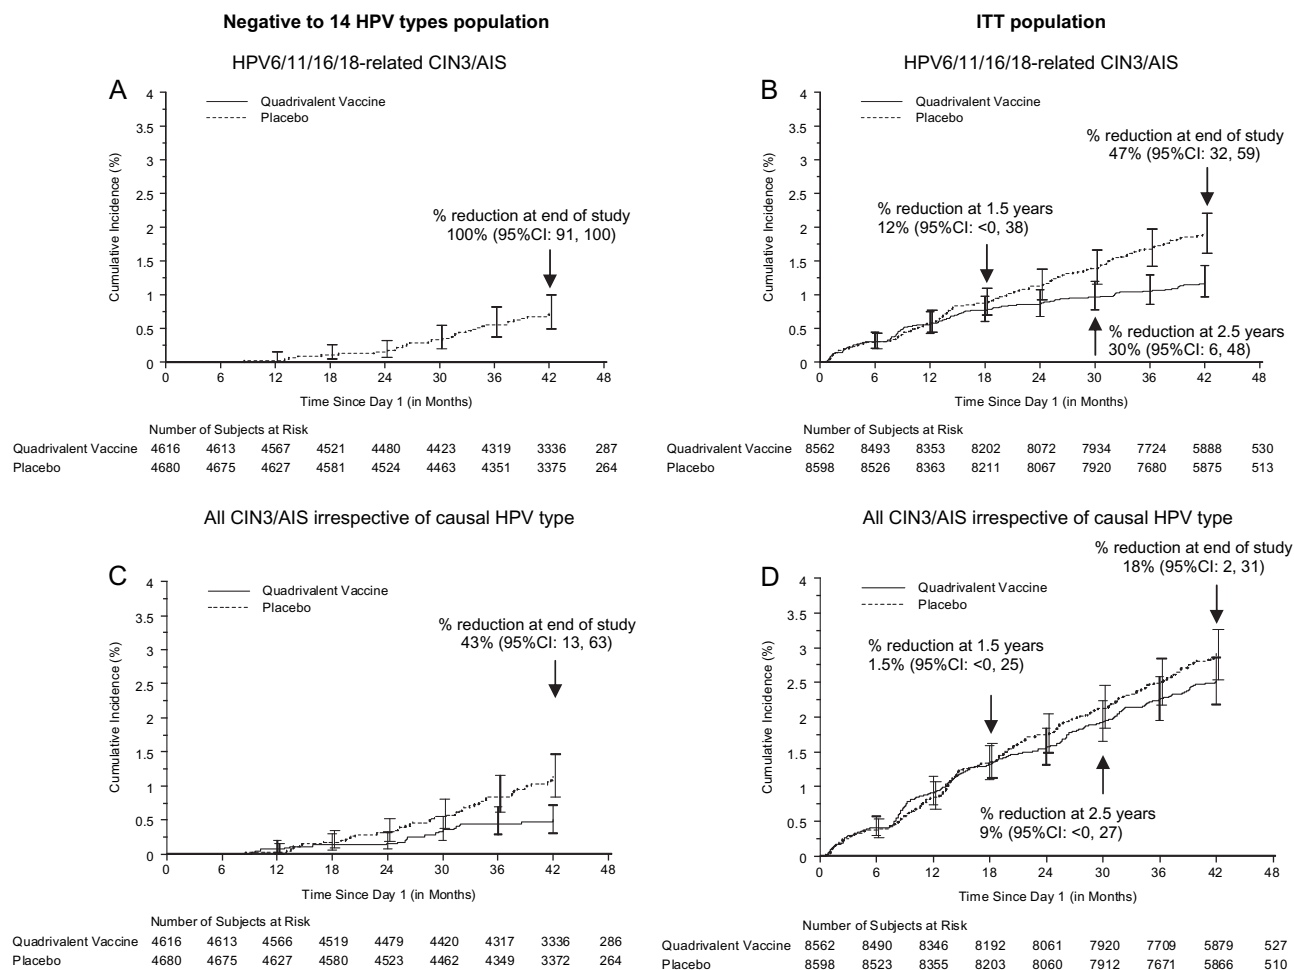 Negative to 14 HPV types population
ITT population
HPV6/11/16/18-related CIN3/AIS
A
4
3.5
3
2.5
2
1.5
1
0.5
0
Cumulative Incidence (%)
Quadrivalent Vaccine
Placebo
% reduction at end of study
100% (95%CI: 91, 100)
0 6 12 18 24 30 36 42 48
Time Since Day 1 (in Months)
Number of Subjects at Risk
Quadrivalent Vaccine 4616 4613 4567 4521 4480 4423 4319 3336 287
Placebo 4680 4675 4627 4581 4524 4463 4351 3375 264
HPV6/11/16/18-related CIN3/AIS
B
4
3.5
3
2.5
2
1.5
1
0.5
0
Cumulative Incidence (%)
Quadrivalent Vaccine
Placebo
% reduction at end of study
47% (95%CI: 32, 59)
% reduction at 1.5 years
12% (95%CI: <0, 38)
% reduction at 2.5 years
30% (95%CI: 6, 48)
0 6 12 18 24 30 36 42 48
Time Since Day 1 (in Months)
Number of Subjects at Risk
Quadrivalent Vaccine 8562 8493 8353 8202 8072 7934 7724 5888 530
Placebo 8598 8526 8363 8211 8067 7920 7680 5875 513
All CIN3/AIS irrespective of causal HPV type
C
4
3.5
3
2.5
2
1.5
1
0.5
0
Cumulative Incidence (%)
Quadrivalent Vaccine
Placebo
% reduction at end of study
43% (95%CI: 13, 63)
0 6 12 18 24 30 36 42 48
Time Since Day 1 (in Months)
Number of Subjects at Risk
Quadrivalent Vaccine 4616 4613 4566 4519 4479 4420 4317 3336 286
Placebo 4680 4675 4627 4580 4523 4462 4349 3372 264
All CIN3/AIS irrespective of causal HPV type
% reduction at end of study
18% (95%CI: 2, 31)
D
4
3.5
3
2.5
2
1.5
1
0.5
0
Cumulative Incidence (%)
Quadrivalent Vaccine
Placebo
% reduction at 1.5 years
1.5% (95%CI: <0, 25)
% reduction at 2.5 years
9% (95%CI: <0, 27)
0 6 12 18 24 30 36 42 48
Time Since Day 1 (in Months)
Number of Subjects at Risk
Quadrivalent Vaccine 8562 8490 8346 8192 8061 7920 7709 5879 527
Placebo 8598 8523 8355 8203 8060 7912 7671 5866 510